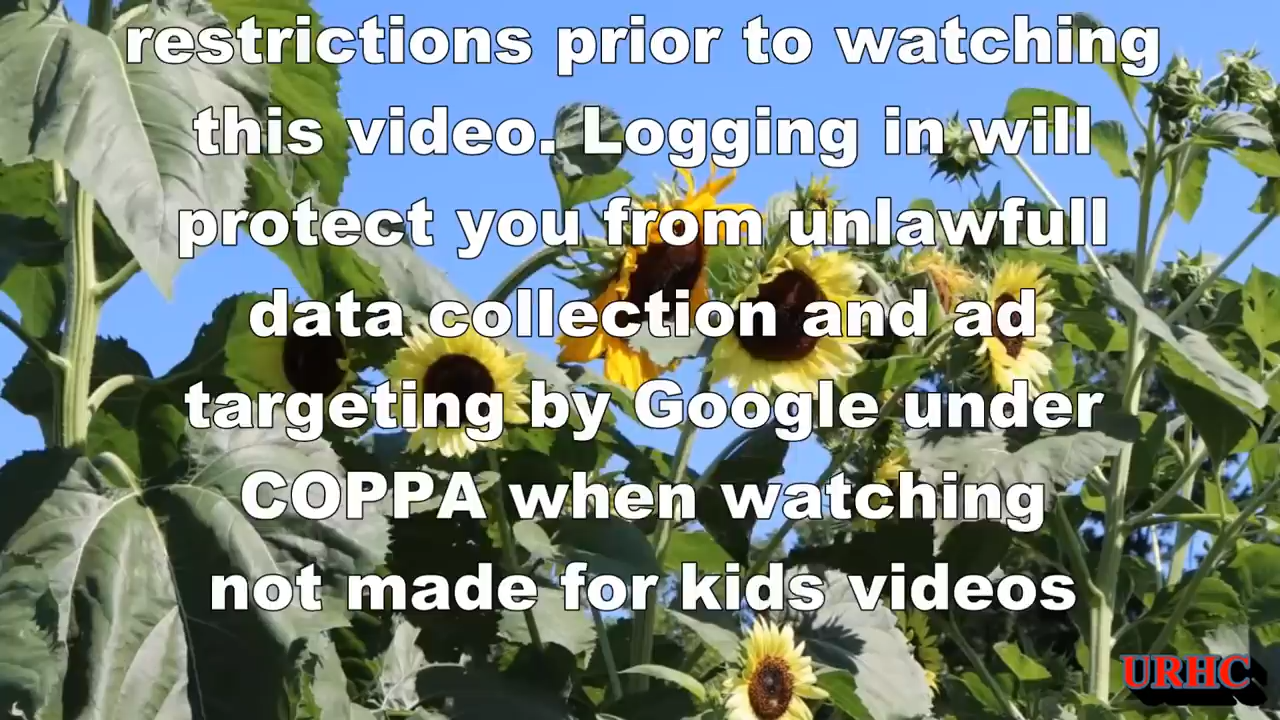 restrictions prior to watching
this video. Logging in will
protect you from unlawfull
data collection and ad
targeting by Google under
COPPA when watching
not made for kids videos
URHC